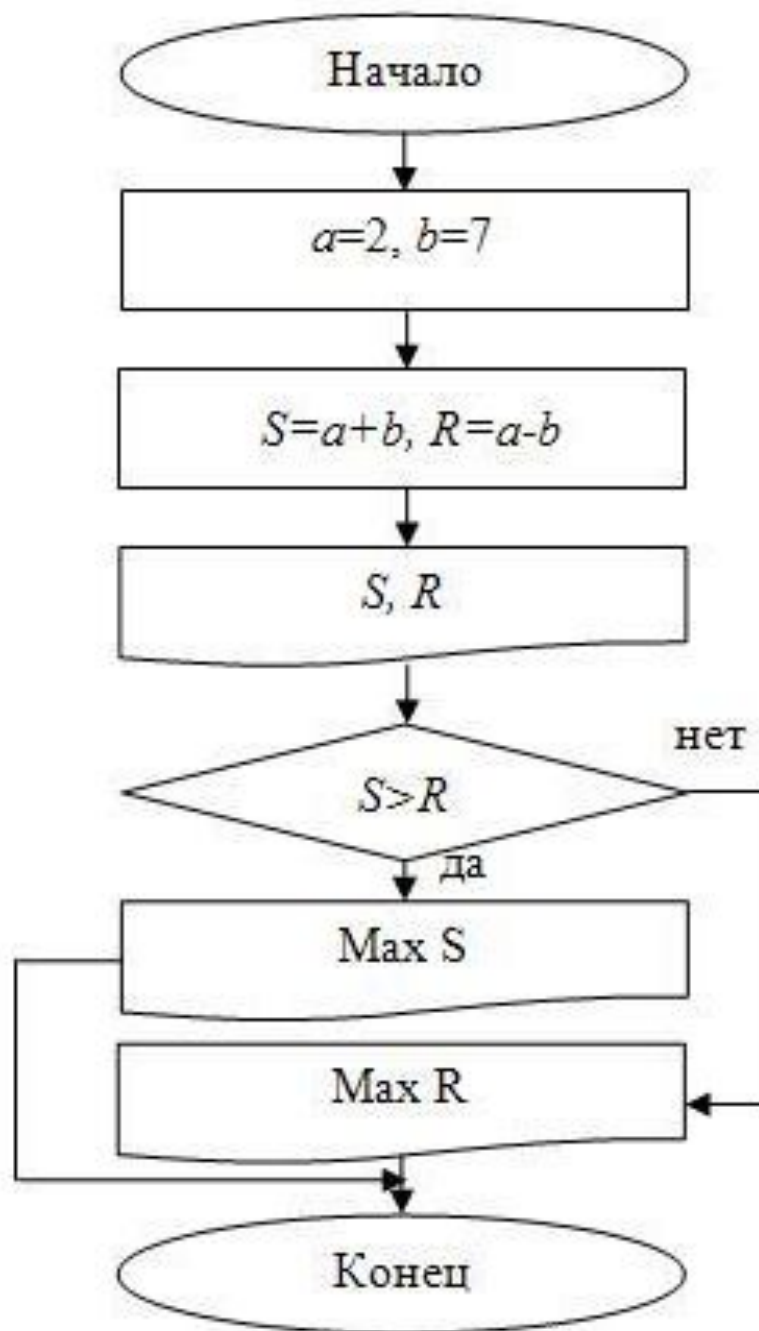 Начало
a=2, b=7
S=a+b, R=a-b
S, R
нет
S>R
да
Max S
Max R
Конец